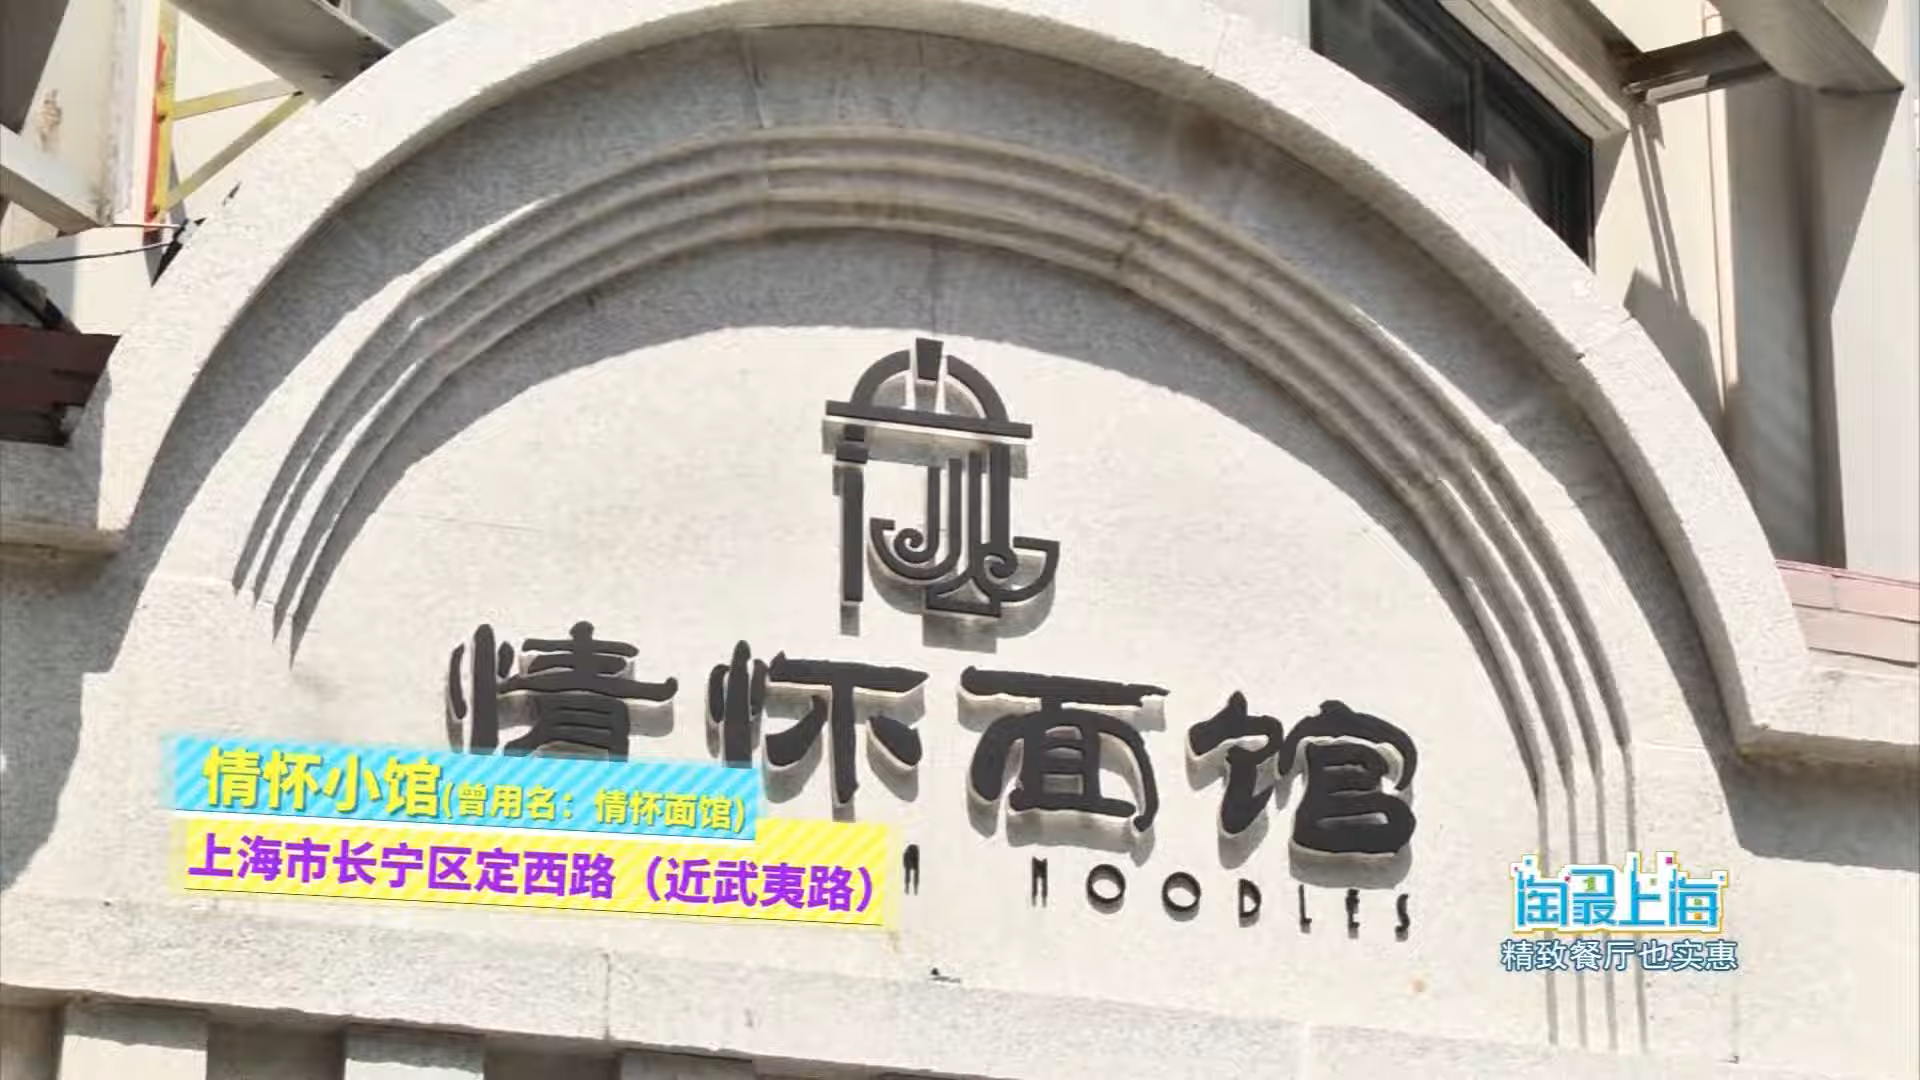 情怀面馆
NOODLES
情怀小馆(曾用名：情怀面馆)
上海市长宁区定西路（近武夷路）
淘最上海
精致餐厅也实惠